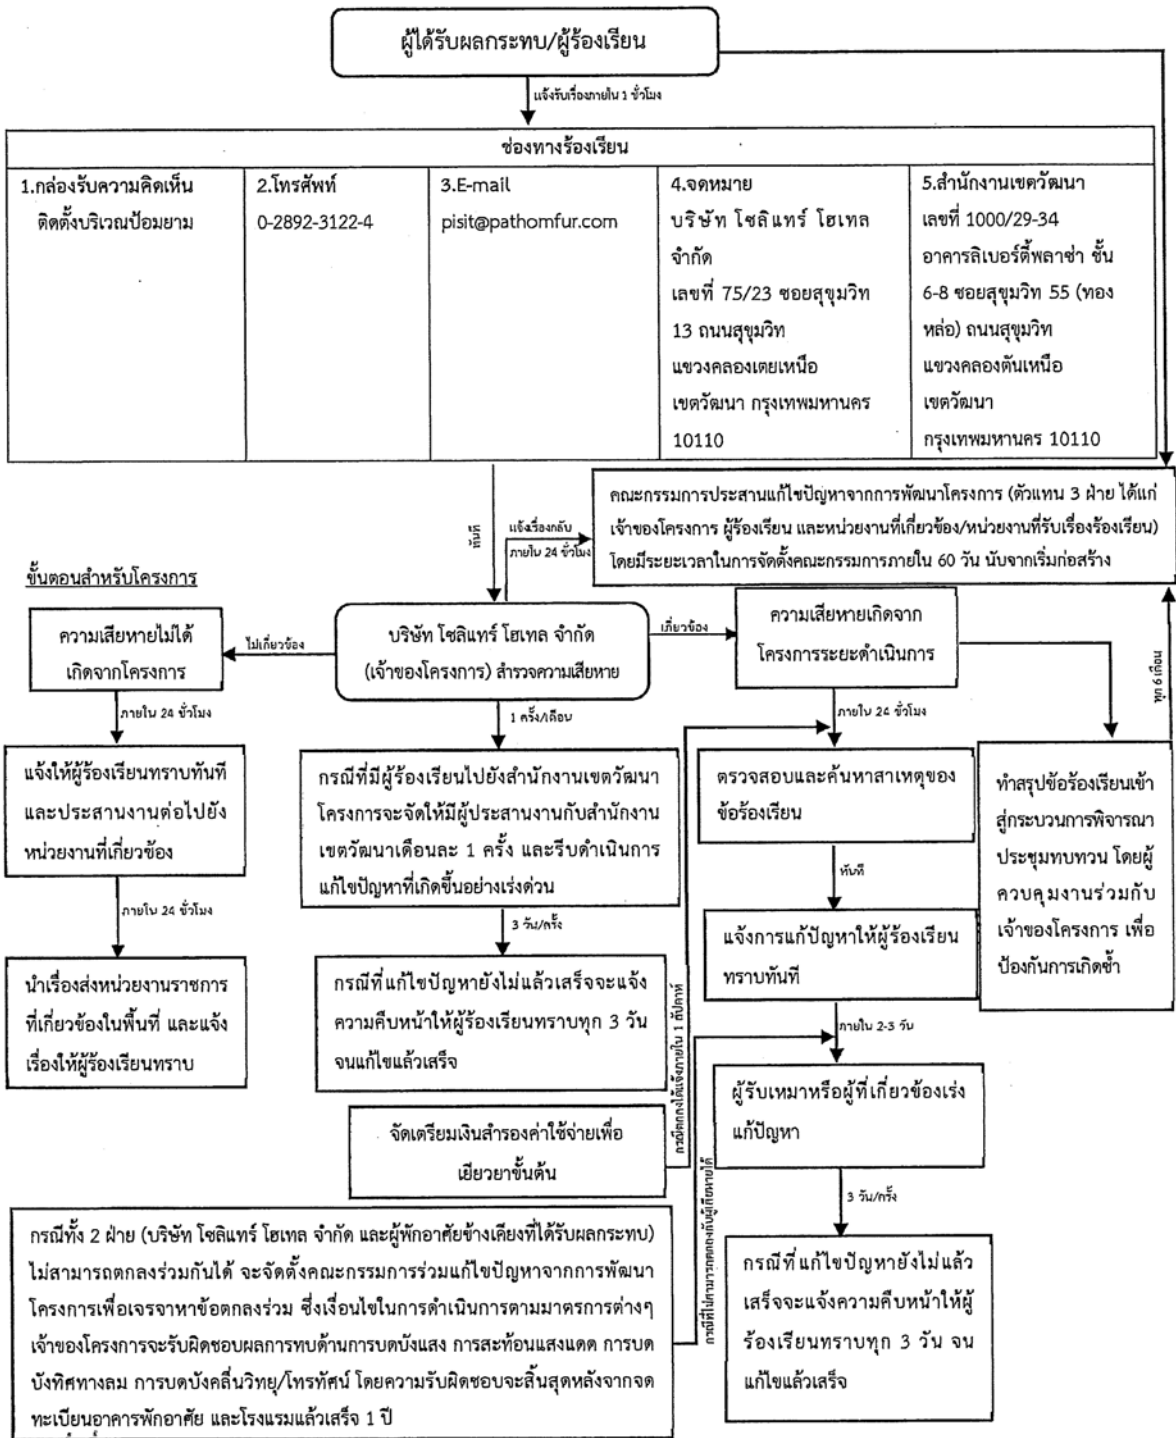 ผู้ได้รับผลกระทบ/ผู้ร้องเรียน
แจ้งรับเรื่องภายใน 1 ชั่วโมง
ช่องทางร้องเรียน
1.กล่องรับความคิดเห็น
ติดตั้งบริเวณป้อมยาม
2.โทรศัพท์
0-2892-3122-4
3.E-mail
pisit@pathomfur.com
4.จดหมาย
บริษัท โซลิแทร์ โฮเทล
จำกัด
เลขที่ 75/23 ซอยสุขุมวิท
13 ถนนสุขุมวิท
แขวงคลองเตยเหนือ
เขตวัฒนา กรุงเทพมหานคร
10110
5.สำนักงานเขตวัฒนา
เลขที่ 1000/29-34
อาคารลิเบอร์ตี้พลาซ่า ชั้น
6-8 ซอยสุขุมวิท 55 (ทอง
หล่อ) ถนนสุขุมวิท
แขวงคลองตันเหนือ
เขตวัฒนา
กรุงเทพมหานคร 10110
ทันที
แจ้งเรื่องกลับ
ภายใน 24 ชั่วโมง
คณะกรรมการประสานแก้ไขปัญหาจากการพัฒนาโครงการ (ตัวแทน 3 ฝ่าย ได้แก่
เจ้าของโครงการ ผู้ร้องเรียน และหน่วยงานที่เกี่ยวข้อง/หน่วยงานที่รับเรื่องร้องเรียน)
โดยมีระยะเวลาในการจัดตั้งคณะกรรมการภายใน 60 วัน นับจากเริ่มก่อสร้าง
ขั้นตอนสำหรับโครงการ
ความเสียหายไม่ได้
เกิดจากโครงการ
ไม่เกี่ยวข้อง
บริษัท โซลิแทร์ โฮเทล จำกัด
(เจ้าของโครงการ) สำรวจความเสียหาย
เกี่ยวข้อง
ความเสียหายเกิดจาก
โครงการระยะดำเนินการ
ทุก 6 เดือน
ภายใน 24 ชั่วโมง
1 ครั้ง/เดือน
ภายใน 24 ชั่วโมง
แจ้งให้ผู้ร้องเรียนทราบทันที
และประสานงานต่อไปยัง
หน่วยงานที่เกี่ยวข้อง
กรณีที่มีผู้ร้องเรียนไปยังสำนักงานเขตวัฒนา
โครงการจะจัดให้มีผู้ประสานงานกับสำนักงาน
เขตวัฒนาเดือนละ 1 ครั้ง และรีบดำเนินการ
แก้ไขปัญหาที่เกิดขึ้นอย่างเร่งด่วน
ตรวจสอบและค้นหาสาเหตุของ
ข้อร้องเรียน
ทำสรุปข้อร้องเรียนเข้า
สู่กระบวนการพิจารณา
ประชุมทบทวน โดยผู้
ควบคุมงานร่วมกับ
เจ้าของโครงการ เพื่อ
ป้องกันการเกิดซ้ำ
ทันที
ภายใน 24 ชั่วโมง
3 วัน/ครั้ง
แจ้งการแก้ปัญหาให้ผู้ร้องเรียน
ทราบทันที
นำเรื่องส่งหน่วยงานราชการ
ที่เกี่ยวข้องในพื้นที่ และแจ้ง
เรื่องให้ผู้ร้องเรียนทราบ
กรณีที่แก้ไขปัญหายังไม่แล้วเสร็จจะแจ้ง
ความคืบหน้าให้ผู้ร้องเรียนทราบทุก 3 วัน
จนแก้ไขแล้วเสร็จ
กรณีตกลงได้แจ้งภายใน 1 สัปดาห์
ภายใน 2-3 วัน
ผู้รับเหมาหรือผู้ที่เกี่ยวข้องเร่ง
แก้ปัญหา
จัดเตรียมเงินสำรองค่าใช้จ่ายเพื่อ
เยียวยาขั้นต้น
กรณีที่ไม่สามารถตกลงกับผู้เสียหายได้
3 วัน/ครั้ง
กรณีทั้ง 2 ฝ่าย (บริษัท โซลิแทร์ โฮเทล จำกัด และผู้พักอาศัยข้างเคียงที่ได้รับผลกระทบ)
ไม่สามารถตกลงร่วมกันได้ จะจัดตั้งคณะกรรมการร่วมแก้ไขปัญหาจากการพัฒนา
โครงการเพื่อเจรจาหาข้อตกลงร่วม ซึ่งเงื่อนไขในการดำเนินการตามมาตรการต่างๆ
เจ้าของโครงการจะรับผิดชอบผลการทบด้านการบดบังแสง การสะท้อนแสงแดด การบด
บังทิศทางลม การบดบังคลื่นวิทยุ/โทรทัศน์ โดยความรับผิดชอบจะสิ้นสุดหลังจากจด
ทะเบียนอาคารพักอาศัย และโรงแรมแล้วเสร็จ 1 ปี
กรณีที่แก้ไขปัญหายังไม่แล้ว
เสร็จจะแจ้งความคืบหน้าให้ผู้
ร้องเรียนทราบทุก 3 วัน จน
แก้ไขแล้วเสร็จ